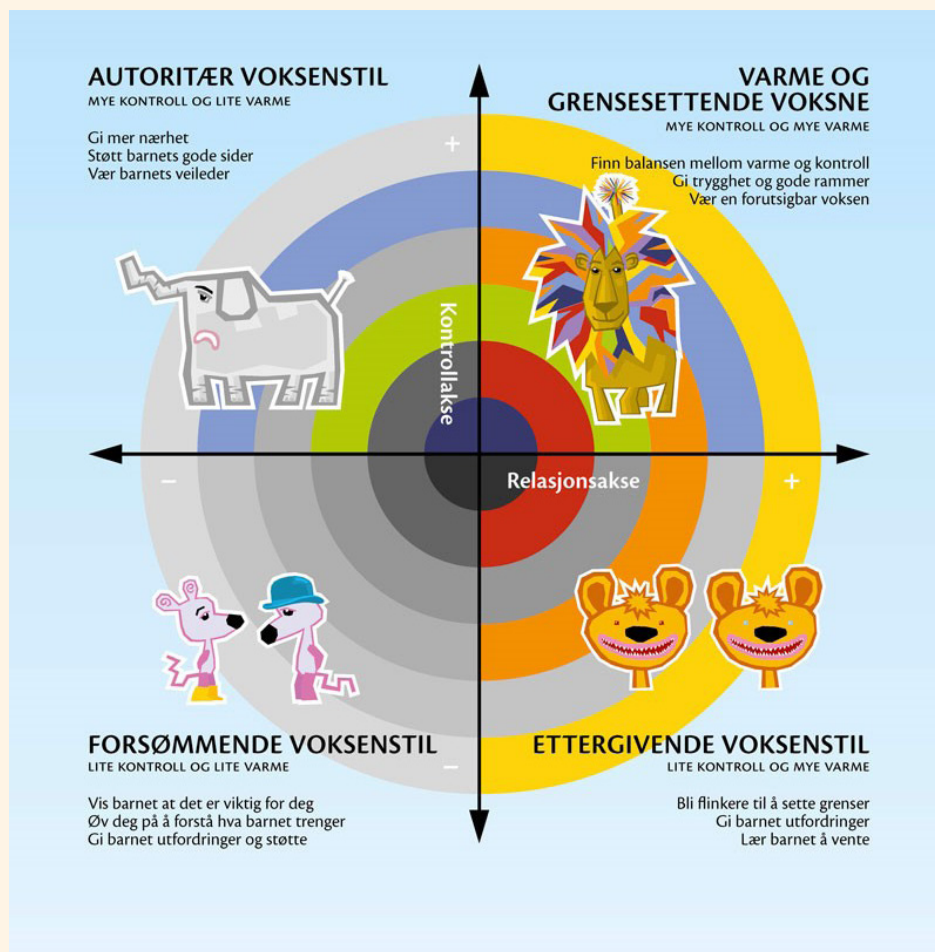 AUTORITÆR VOKSENSTIL
MYE KONTROLL OG LITE VARME
Gi mer nærhet
Støtt barnets gode sider
Vær barnets veileder
VARME OG
GRENSESETTENDE VOKSNE
MYE KONTROLL OG MYE VARME
Finn balansen mellom varme og kontroll
Gi trygghet og gode rammer
Vær en forutsigbar voksen
+
Kontrollakse
–
Relasjonsakse
+
–
FORSØMMENDE VOKSENSTIL
LITE KONTROLL OG LITE VARME
Vis barnet at det er viktig for deg
Øv deg på å forstå hva barnet trenger
Gi barnet utfordringer og støtte
ETTERGIVENDE VOKSENSTIL
LITE KONTROLL OG MYE VARME
Bli flinkere til å sette grenser
Gi barnet utfordringer
Lær barnet å vente